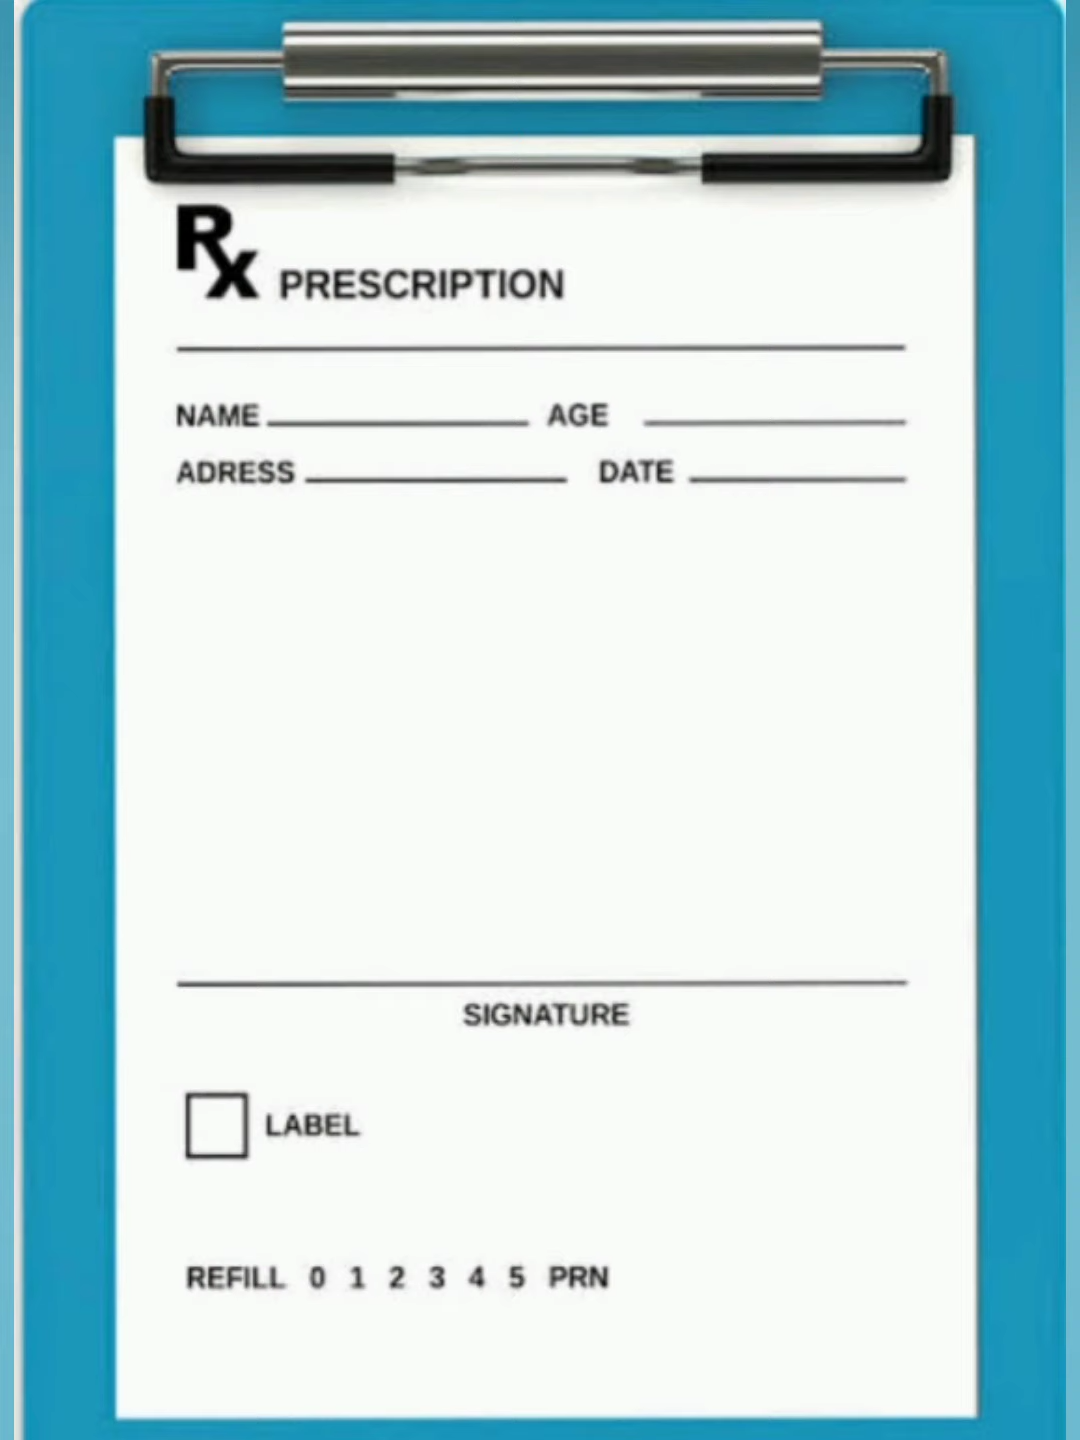 Rx PRESCRIPTION
NAME AGE
ADRESS DATE
SIGNATURE
LABEL
REFILL 0 1 2 3 4 5 PRN